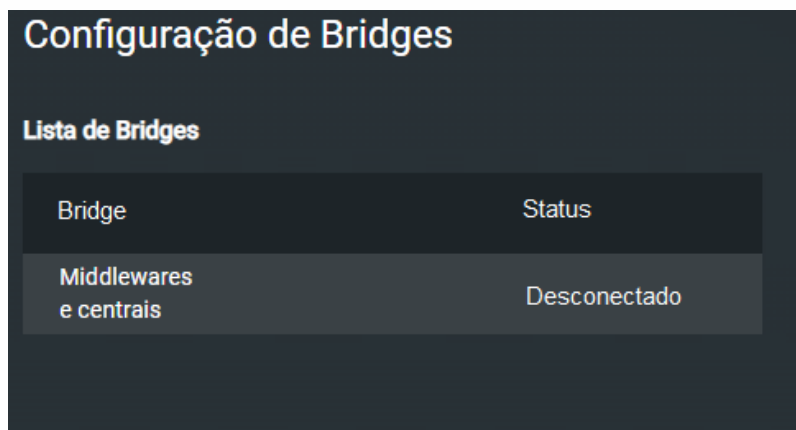 Configuração de Bridges
Lista de Bridges
Bridge Status
Middlewares
e centrais
Desconectado